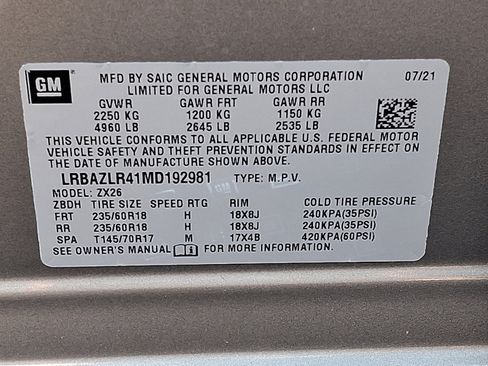 GM
MFD BY SAIC GENERAL MOTORS CORPORATION 07/21
LIMITED FOR GENERAL MOTORS LLC
GVWR GAWR FRT GAWR RR
2250 KG 1200 KG 1150 KG
4960 LB 2645 LB 2535 LB
THIS VEHICLE CONFORMS TO ALL APPLICABLE U.S. FEDERAL MOTOR
VEHICLE SAFETY AND THEFT PREVENTION STANDARDS IN EFFECT ON
THE DATE OF MANUFACTURE SHOWN ABOVE.
LRBAZLR41MD192981 TYPE: M.P.V.
MODEL: ZX26
ZBDH TIRE SIZE SPEED RTG RIM COLD TIRE PRESSURE
FRT 235/60R18 H 18X8J 240KPA(35PSI)
RR 235/60R18 H 18X8J 240KPA(35PSI)
SPA T145/70R17 M 17X4B 420KPA(60PSI)
SEE OWNER'S MANUAL FOR MORE INFORMATION.